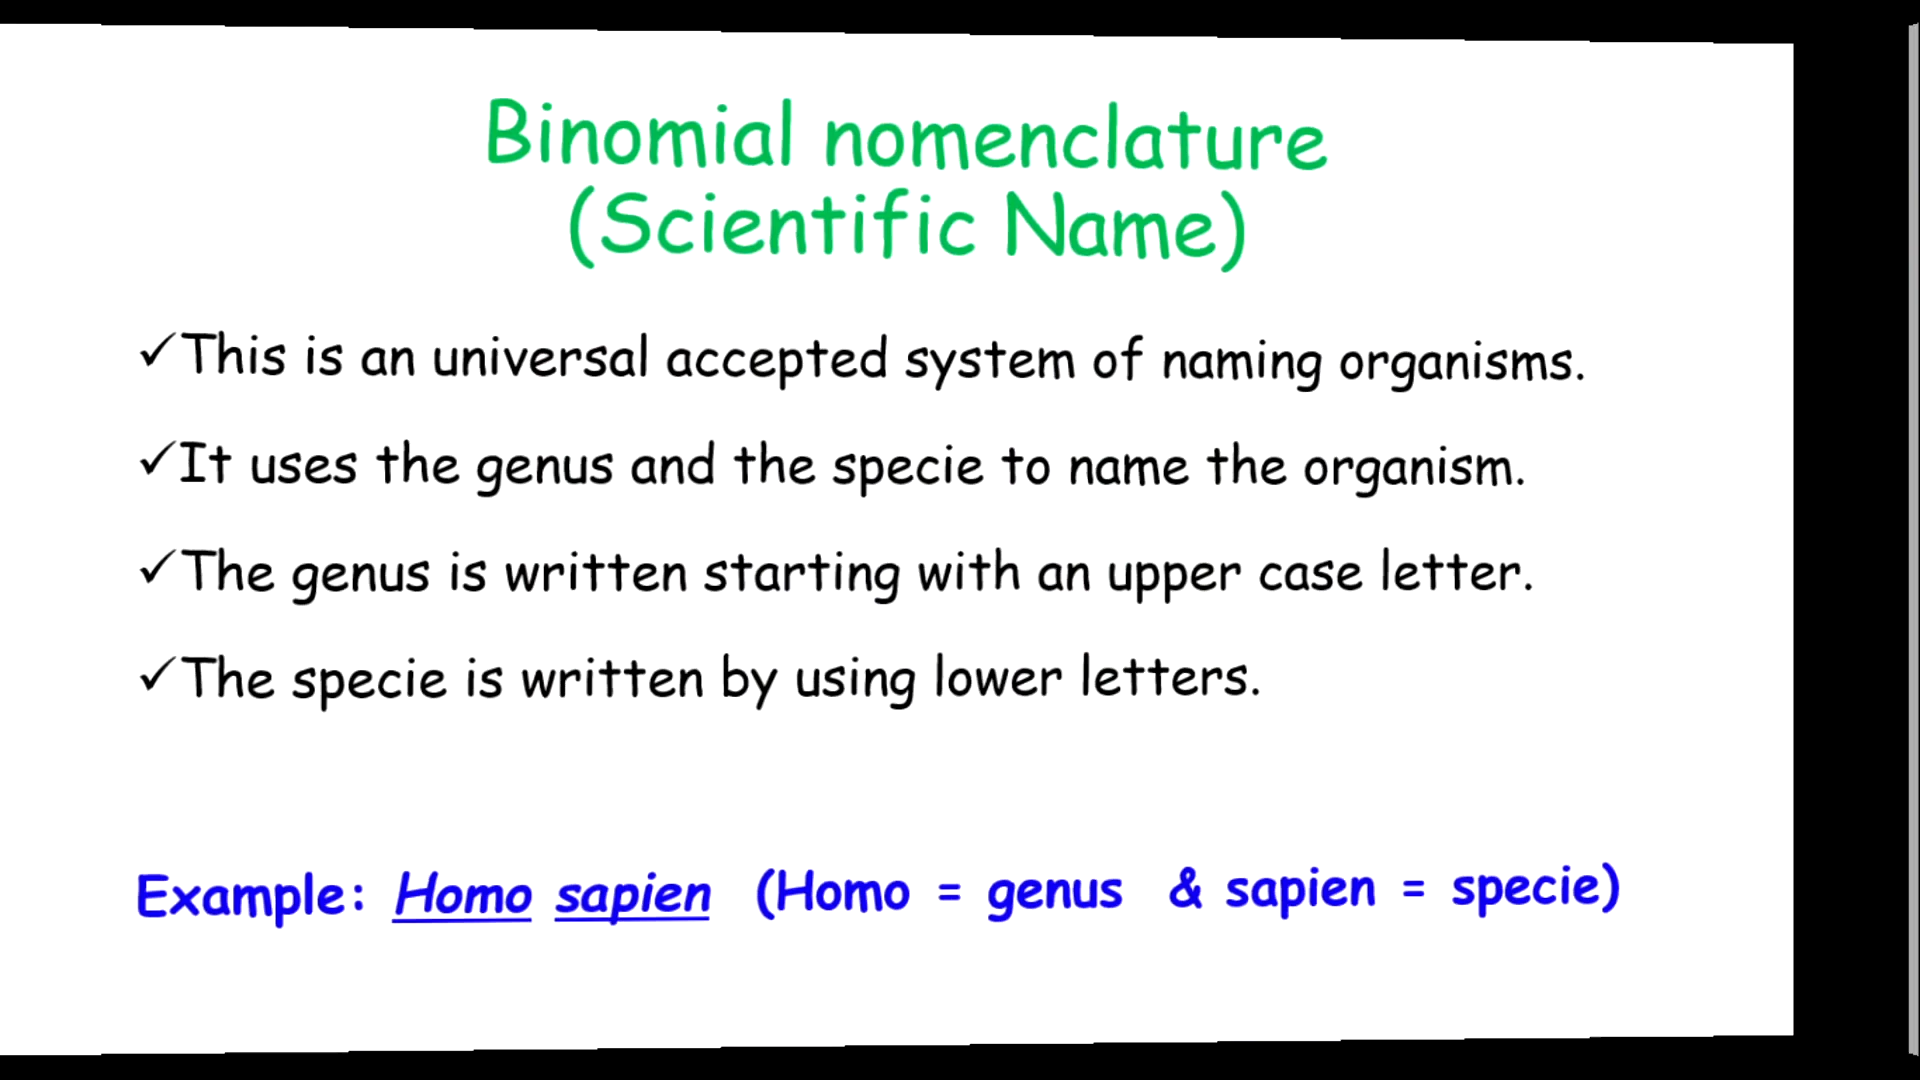 Binomial nomenclature
(Scientific Name)
✓This is an universal accepted system of naming organisms.
✓It uses the genus and the specie to name the organism.
✓The genus is written starting with an upper case letter.
✓The specie is written by using lower letters.
Example: Homo sapien (Homo = genus & sapien = specie)